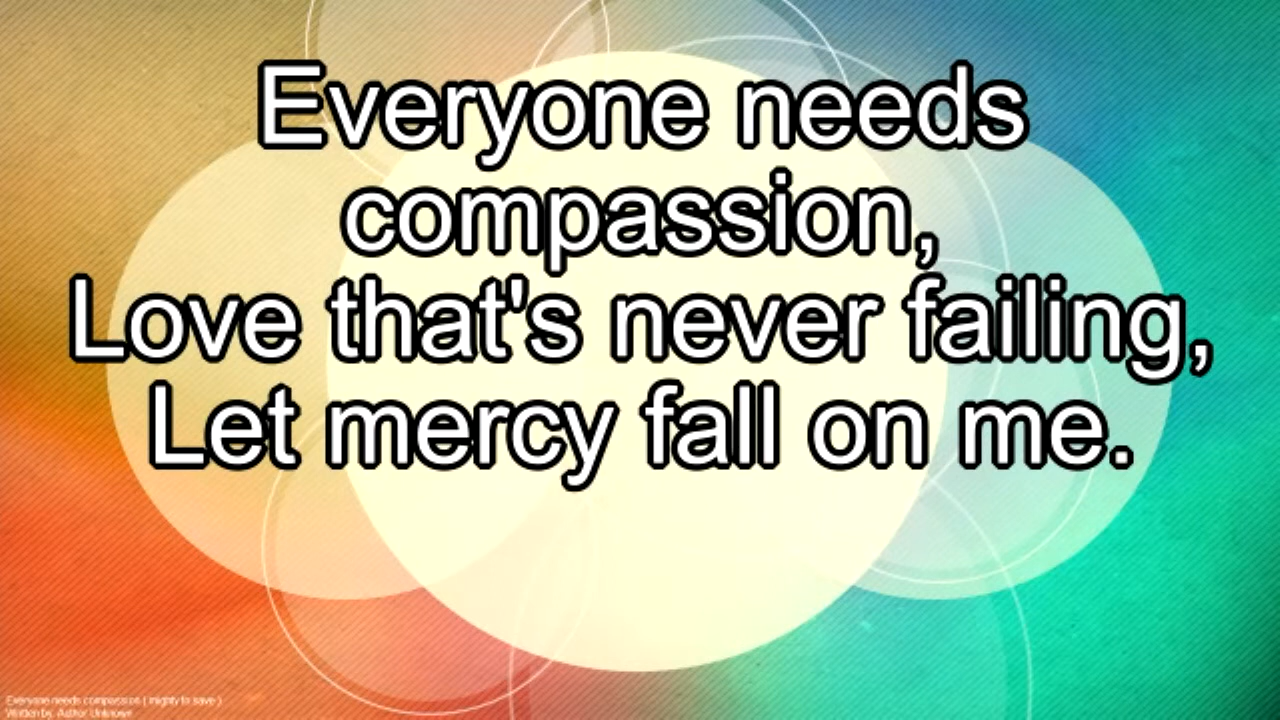 Everyone needs
compassion,
Love that's never failing,
Let mercy fall on me.
Everyone needs compassion ( mighty to save )
Written by: Author Unknown